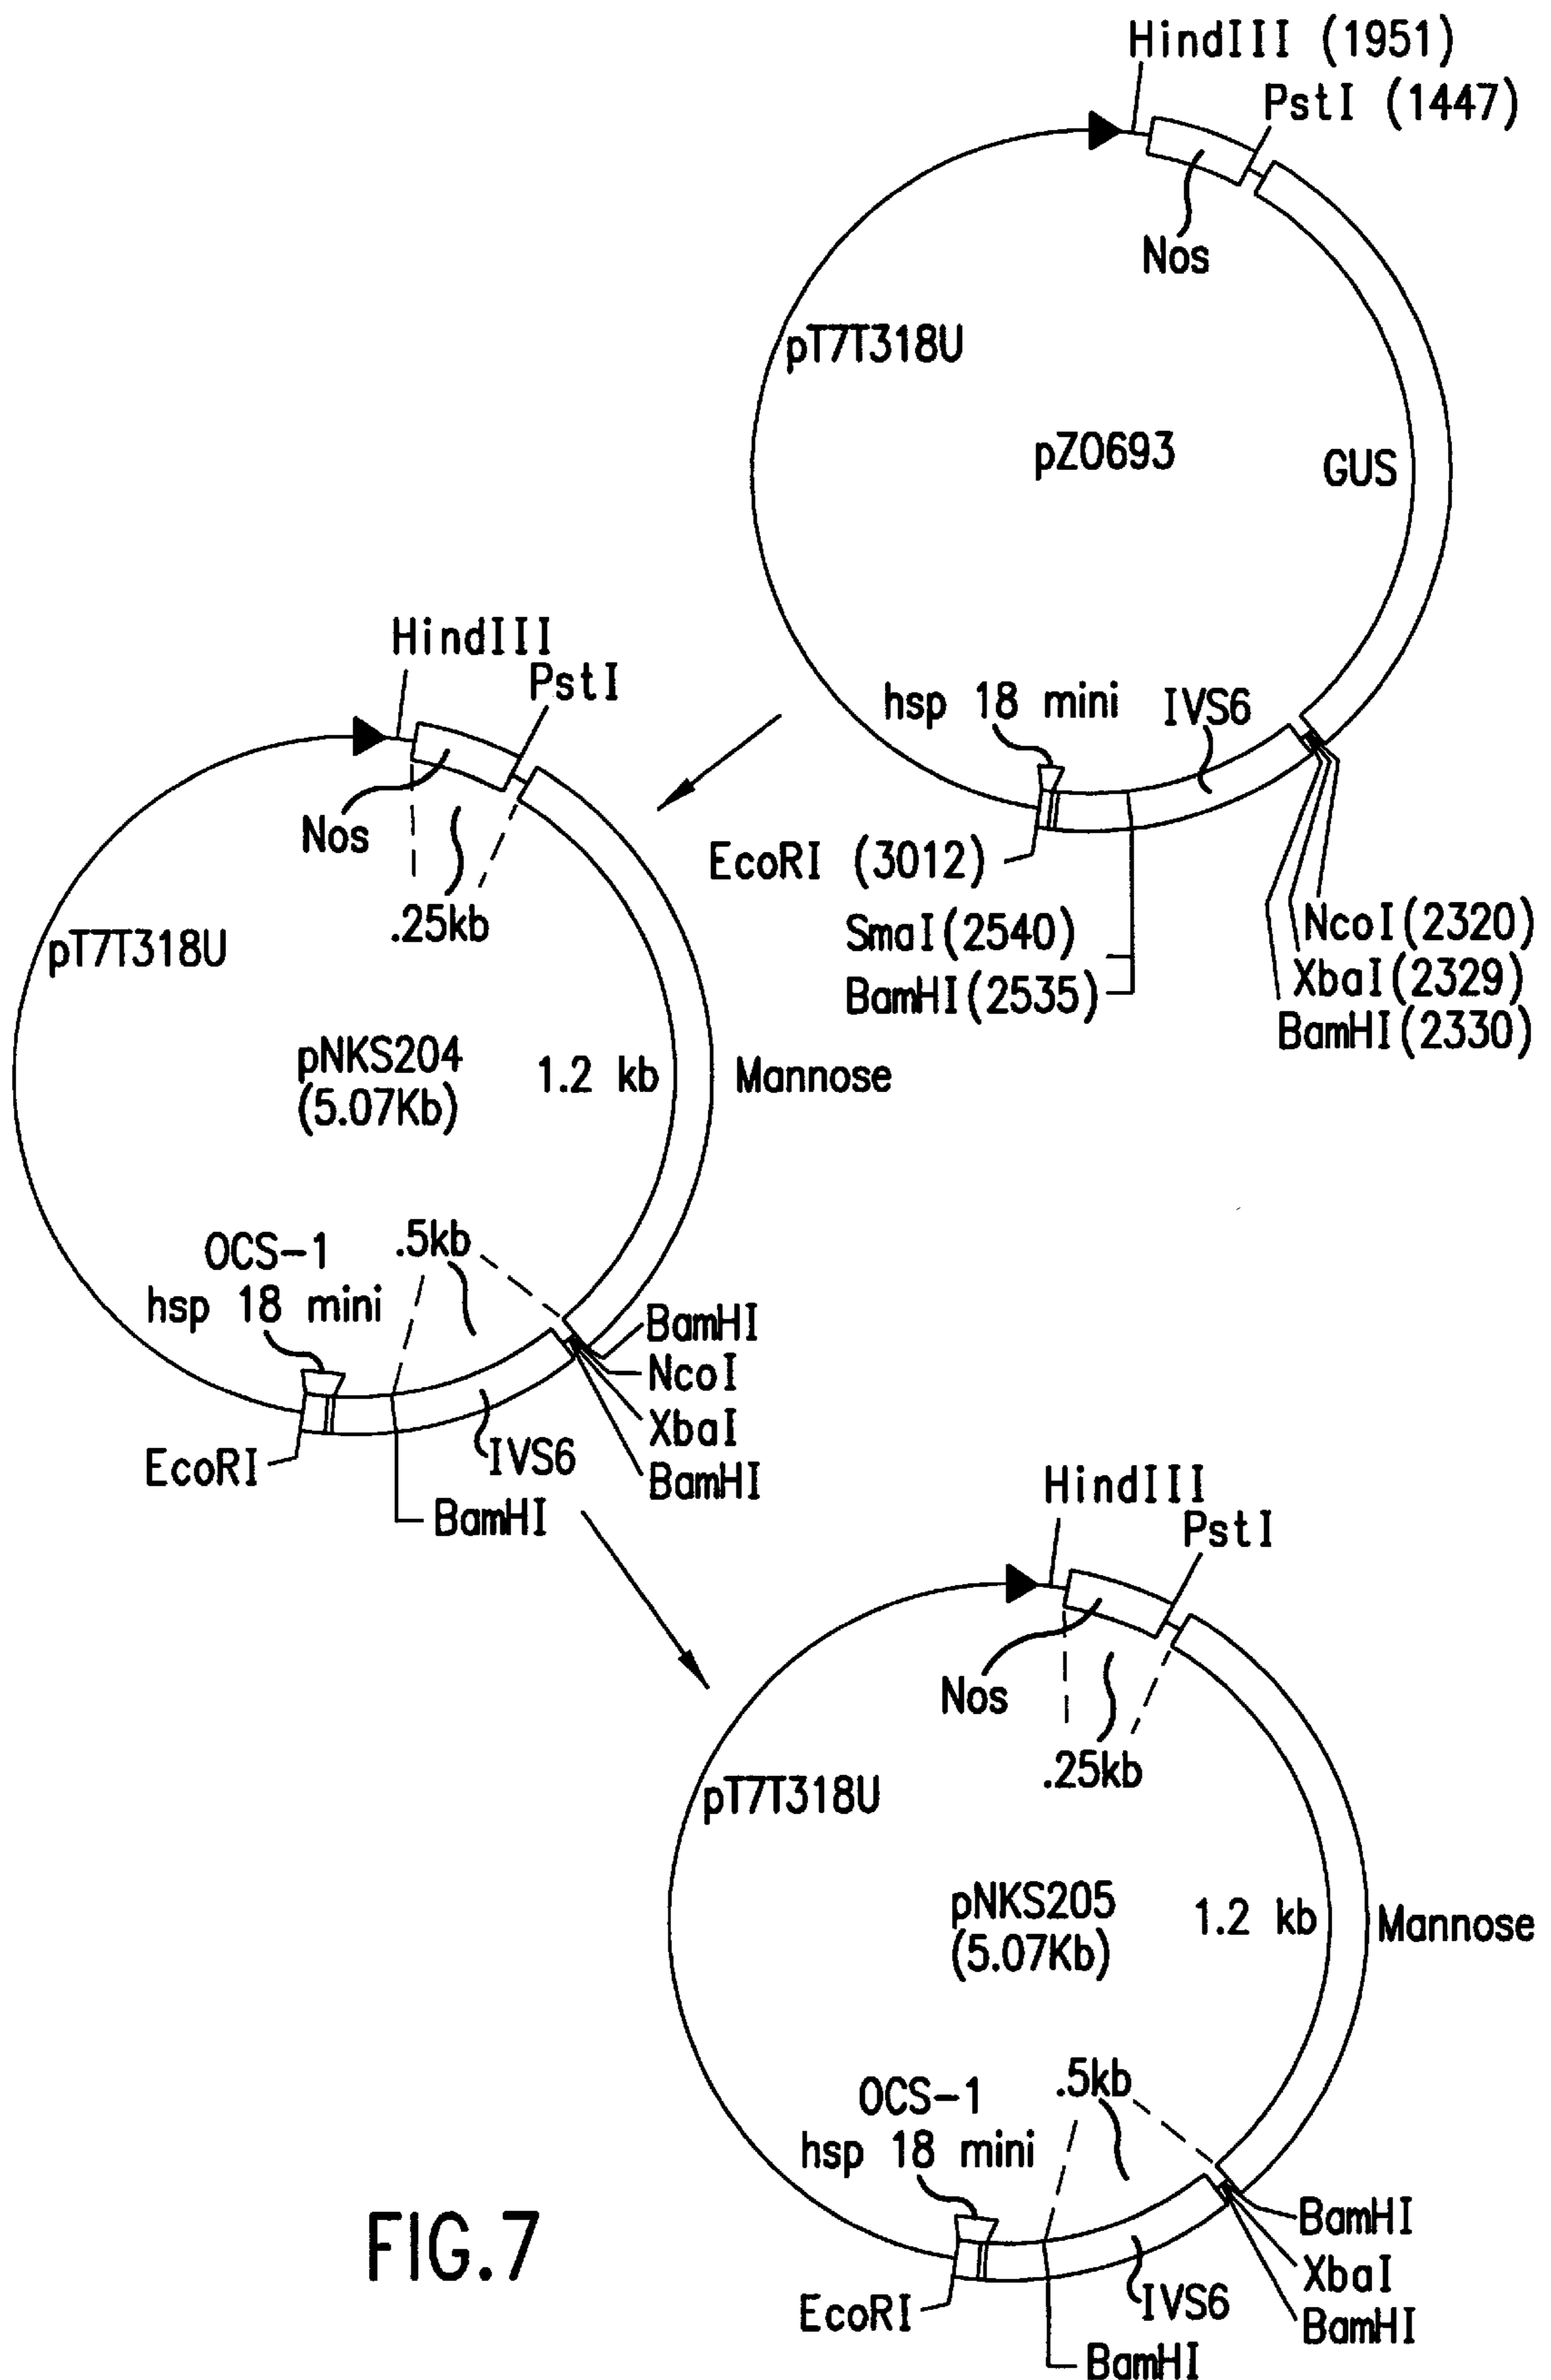 HindIII (1951)
PstI (1447)
Nos
pT7T318U
pZO693
GUS
hsp 18 mini
IVS6
EcoRI (3012)
SmaI(2540)
BamHI(2535)
NcoI(2320)
XbaI(2329)
BamHI(2330)
HindIII
PstI
Nos
.25kb
pT7T318U
pNKS204
(5.07Kb)
1.2 kb
Mannose
OCS-1
hsp 18 mini
.5kb
BamHI
NcoI
XbaI
BamHI
EcoRI
IVS6
BamHI
HindIII
PstI
Nos
.25kb
pT7T318U
pNKS205
(5.07Kb)
1.2 kb
Mannose
OCS-1
hsp 18 mini
.5kb
BamHI
XbaI
BamHI
EcoRI
IVS6
BamHI
FIG.7